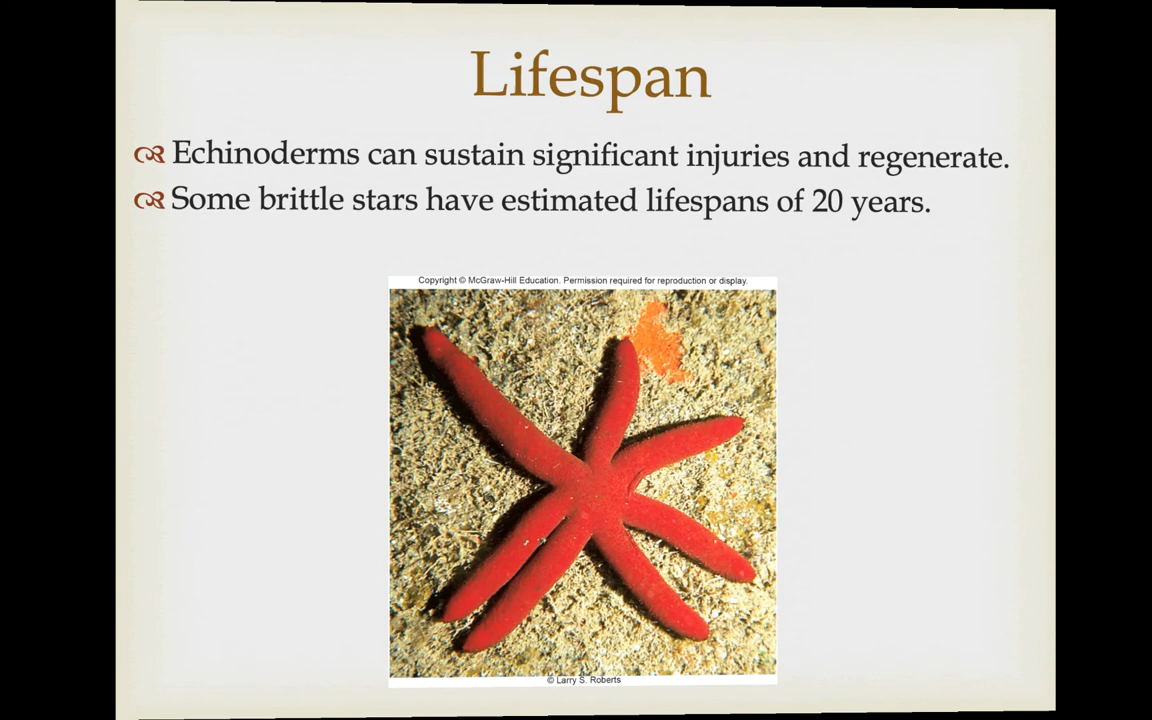 Lifespan
Echinoderms can sustain significant injuries and regenerate.
Some brittle stars have estimated lifespans of 20 years.
Copyright © McGraw-Hill Education. Permission required for reproduction or display.
© Larry S. Roberts